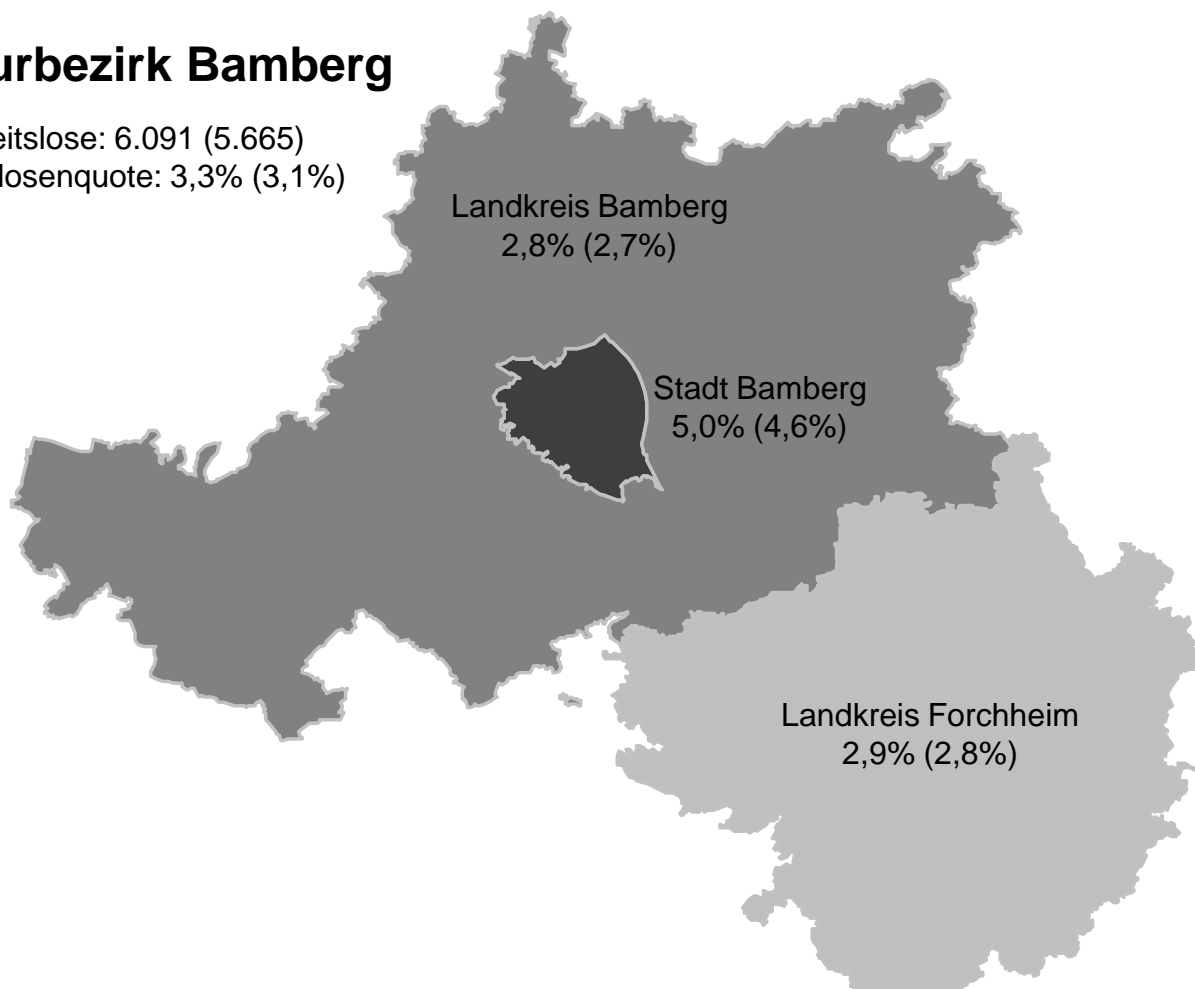 urbezirk Bamberg
eitslose: 6.091 (5.665)
losenquote: 3,3% (3,1%)
Landkreis Bamberg
2,8% (2,7%)
Stadt Bamberg
5,0% (4,6%)
Landkreis Forchheim
2,9% (2,8%)